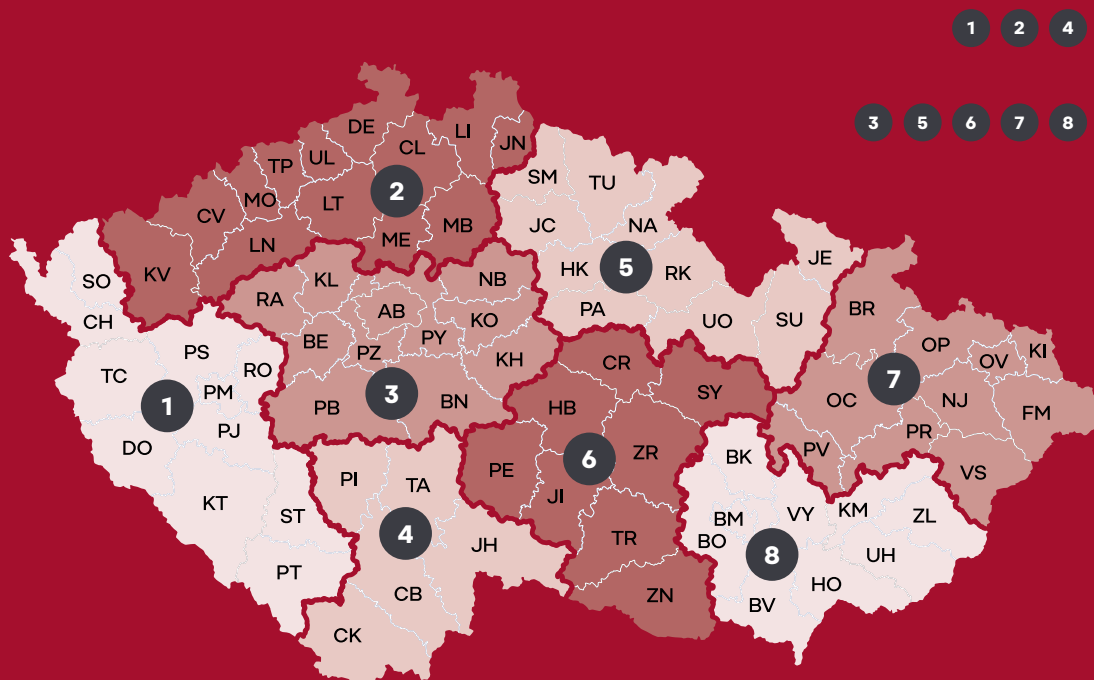 1 2 4
3 5 6 7 8
DE LI JN
CL
TP UL
SM TU
MO LT 2
CV MB JC NA
ME
LN JE
KV HK 5 RK
SO KL NB
RA AB PA BR
CH KO UO SU
BE PY OP
PS PZ KH OV KI
TC RO CR
PM 3 7
1 PB BN HB SY OC NJ FM
PJ PR
DO ZR PV
6 BK VS
PE
PI TA
KT JI
ST VY KM ZL
BM
4 JH TR BO
8 UH
PT
CB ZN HO
BV
CK